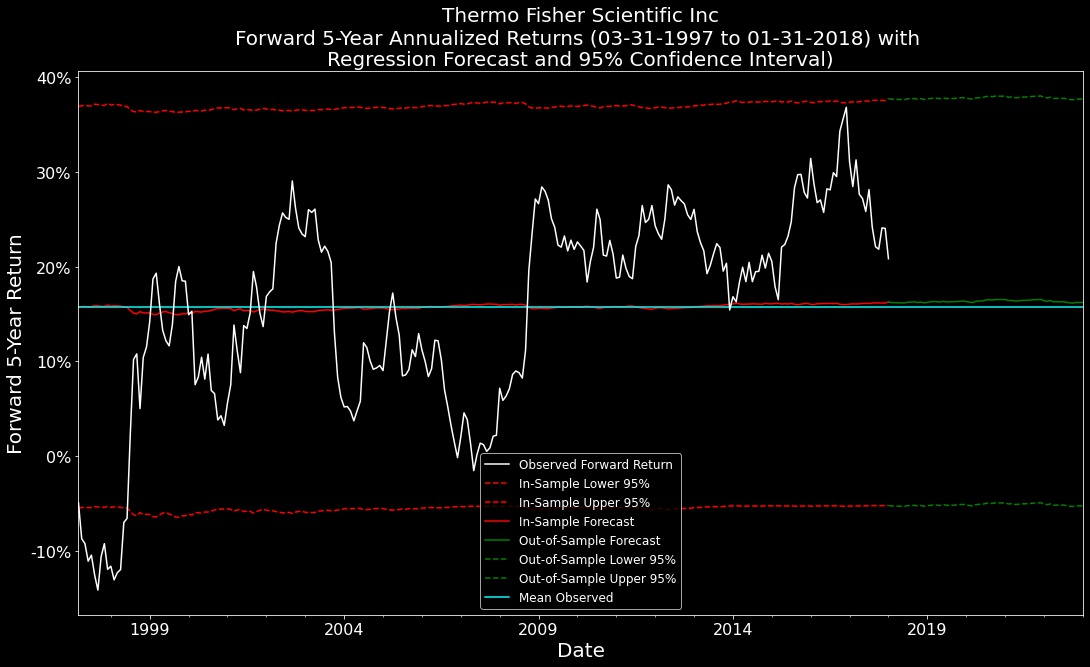 Thermo Fisher Scientific Inc
Forward 5-Year Annualized Returns (03-31-1997 to 01-31-2018) with
Regression Forecast and 95% Confidence Interval)
Forward 5-Year Return
40%
30%
20%
10%
0%
-10%
Observed Forward Return
In-Sample Lower 95%
In-Sample Upper 95%
In-Sample Forecast
Out-of-Sample Forecast
Out-of-Sample Lower 95%
Out-of-Sample Upper 95%
Mean Observed
1999 2004 2009 2014 2019
Date